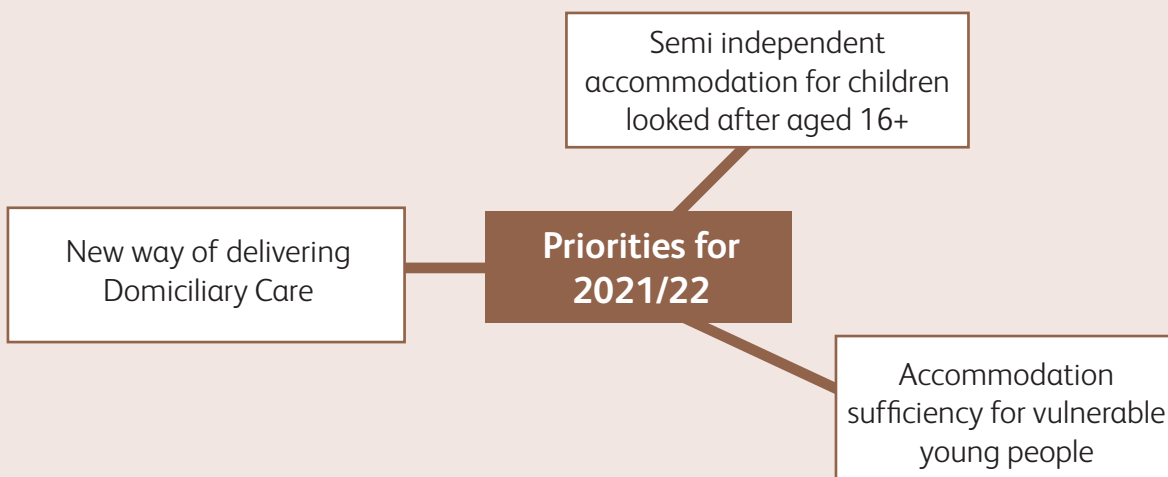 Semi independent
accommodation for children
looked after aged 16+
New way of delivering
Domiciliary Care
Priorities for
2021/22
Accommodation
sufficiency for vulnerable
young people